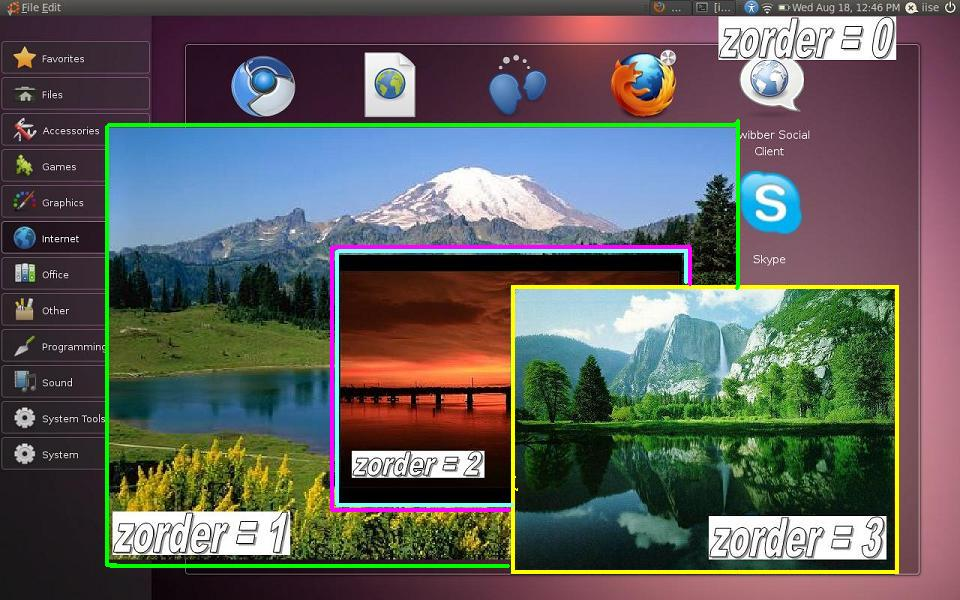 File Edit
... [i... Wed Aug 18, 12:46 PM iise
zorder = 0
Favorites
Files
Accessories
Games
Graphics
Internet
Office
Other
Programming
Sound
System Tools
System
wibber Social
Client
Skype
zorder = 2
zorder = 1
zorder = 3